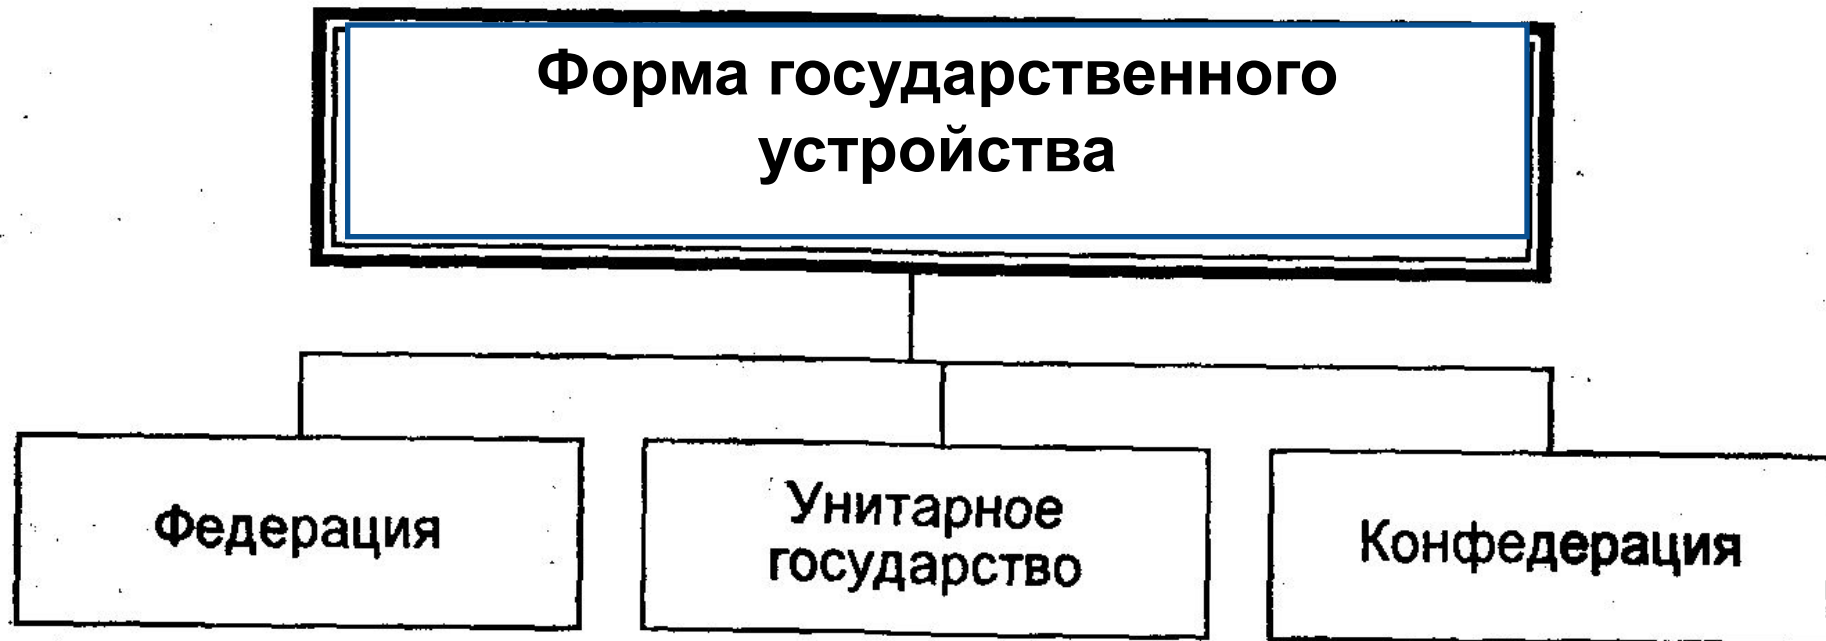 Форма государственного
устройства
Федерация
Унитарное
государство
Конфедерация